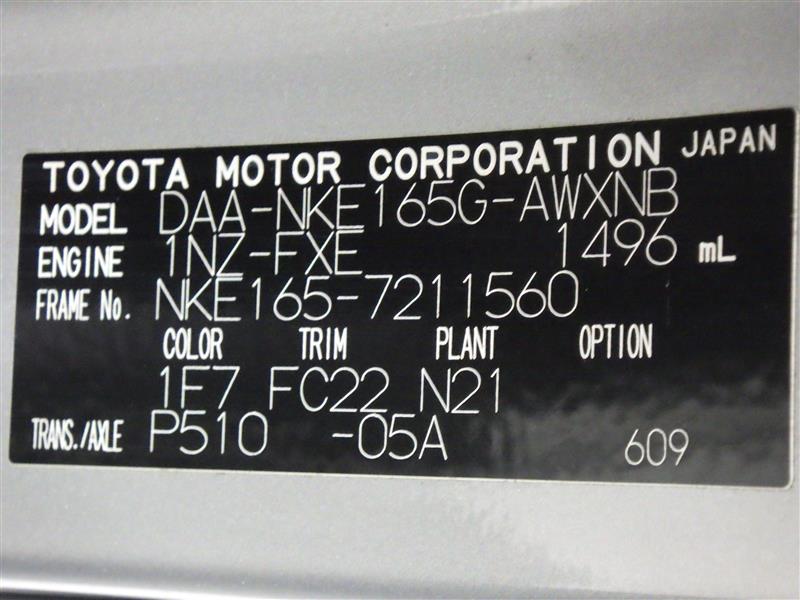 TOYOTA MOTOR CORPORATION JAPAN
MODEL DAA-NKE165G-AWXNB
ENGINE 1NZ-FXE 1496 mL
FRAME No. NKE165-7211560
COLOR TRIM PLANT OPTION
1F7 FC22 N21
TRANS./AXLE P510 -05A 609